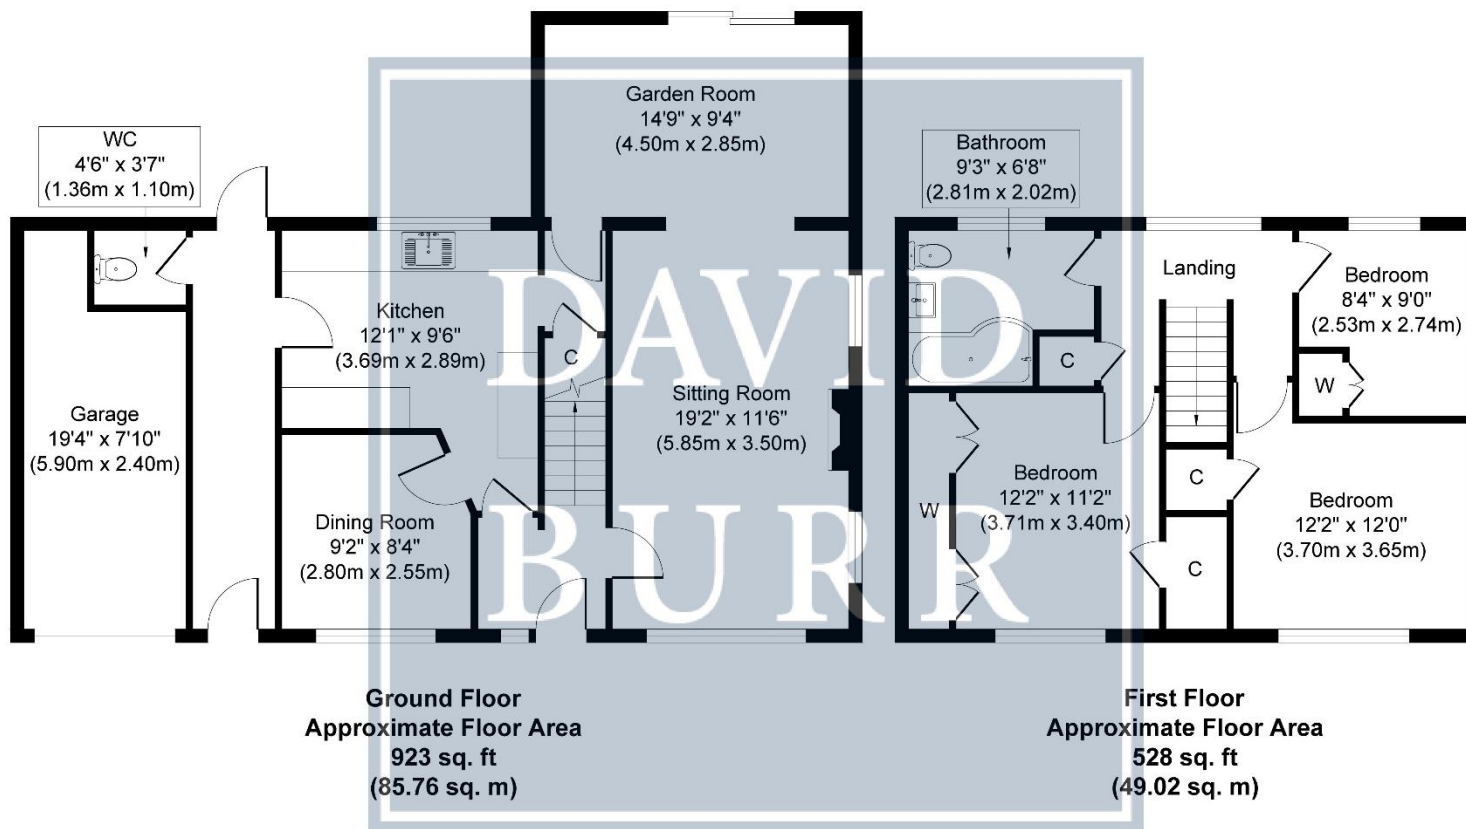 Garden Room
14'9" x 9'4"
(4.50m x 2.85m)
WC
4'6" x 3'7"
(1.36m x 1.10m)
Bathroom
9'3" x 6'8"
(2.81m x 2.02m)
Kitchen
12'1" x 9'6"
(3.69m x 2.89m)
Landing
Bedroom
8'4" x 9'0"
(2.53m x 2.74m)
DAVID
C
C
W
Garage
19'4" x 7'10"
(5.90m x 2.40m)
Sitting Room
19'2" x 11'6"
(5.85m x 3.50m)
Dining Room
9'2" x 8'4"
(2.80m x 2.55m)
W
Bedroom
12'2" x 11'2"
(3.71m x 3.40m)
C
C
Bedroom
12'2" x 12'0"
(3.70m x 3.65m)
BURR
Ground Floor
Approximate Floor Area
923 sq. ft
(85.76 sq. m)
First Floor
Approximate Floor Area
528 sq. ft
(49.02 sq. m)